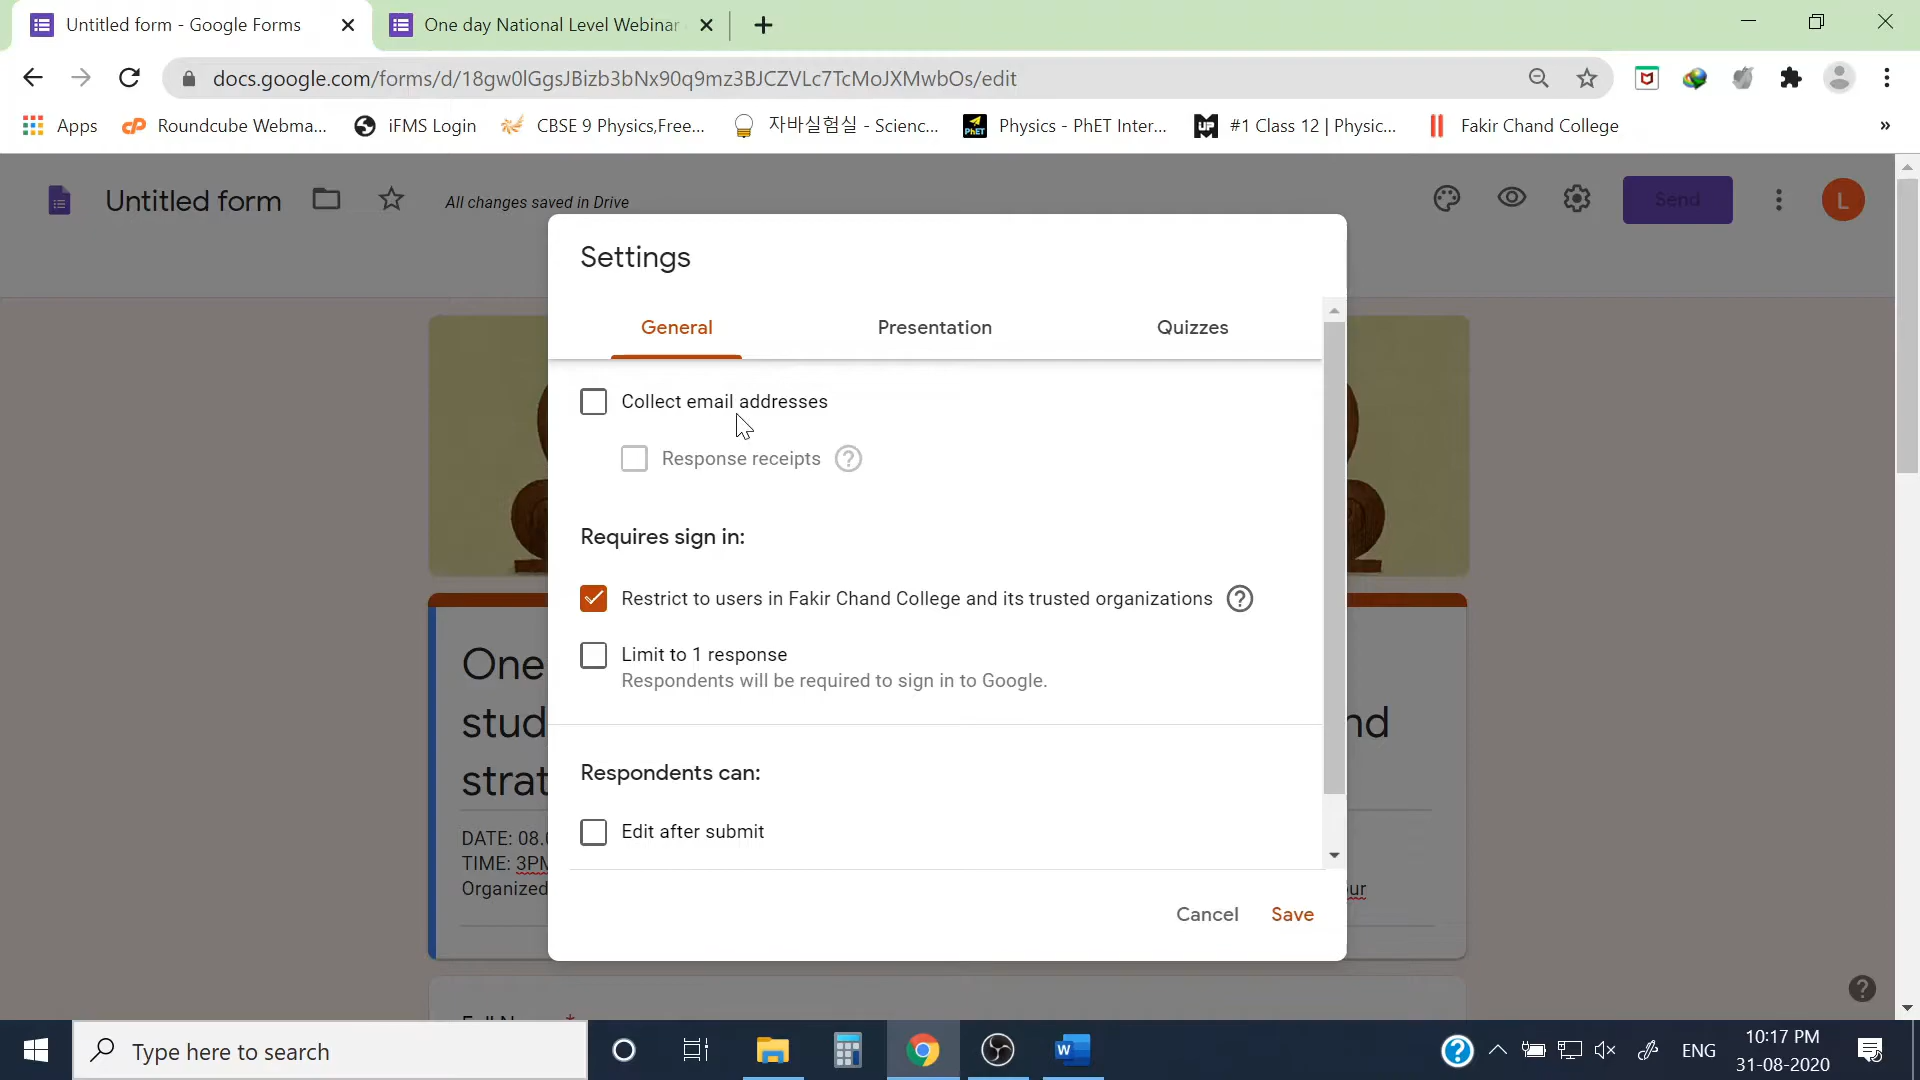 Untitled form - Google Forms
One day National Level Webinar
docs.google.com/forms/d/18gw0lGgsJBizb3bNx90q9mz3BJCZVLc7TcMoJXMwbOs/edit
Apps
Roundcube Webma...
iFMS Login
CBSE 9 Physics,Free...
자바실험실 - Scienc...
Physics - PhET Inter...
#1 Class 12 | Physic...
Fakir Chand College
»
Untitled form
All changes saved in Drive
Send
L
Settings
General
Presentation
Quizzes
Collect email addresses
Response receipts
Requires sign in:
Restrict to users in Fakir Chand College and its trusted organizations
Limit to 1 response
Respondents will be required to sign in to Google.
Respondents can:
Edit after submit
Cancel
Save
One
stud
nd
strat
DATE: 08.
TIME: 3PM
Organized
our
Type here to search
ENG
10:17 PM
31-08-2020